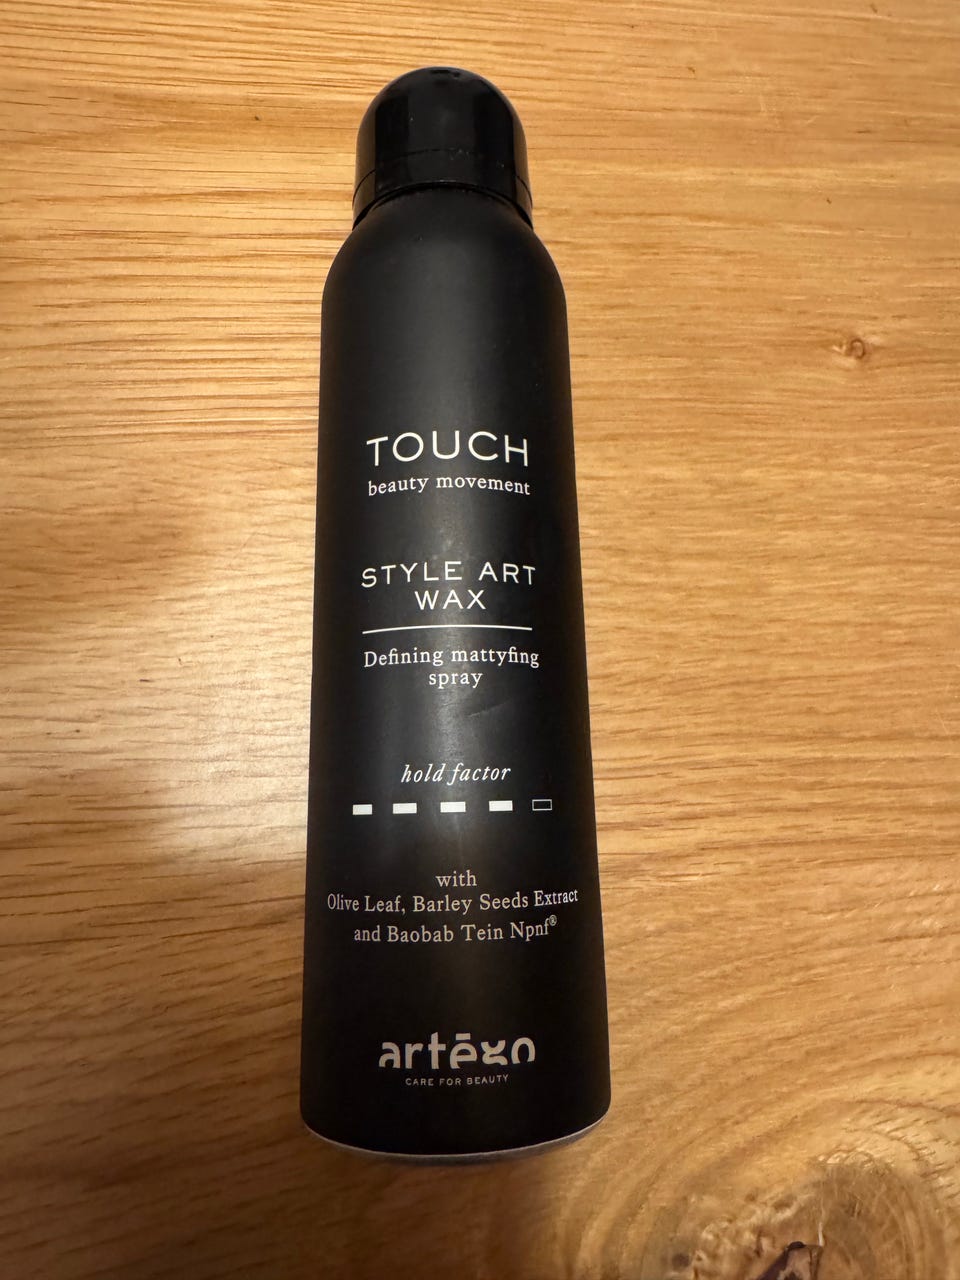 TOUCH
beauty movement
STYLE ART
WAX
Defining mattyfing
spray
hold factor
with
Olive Leaf, Barley Seeds Extract
and Baobab Tein Npnf®
artēgo
CARE FOR BEAUTY